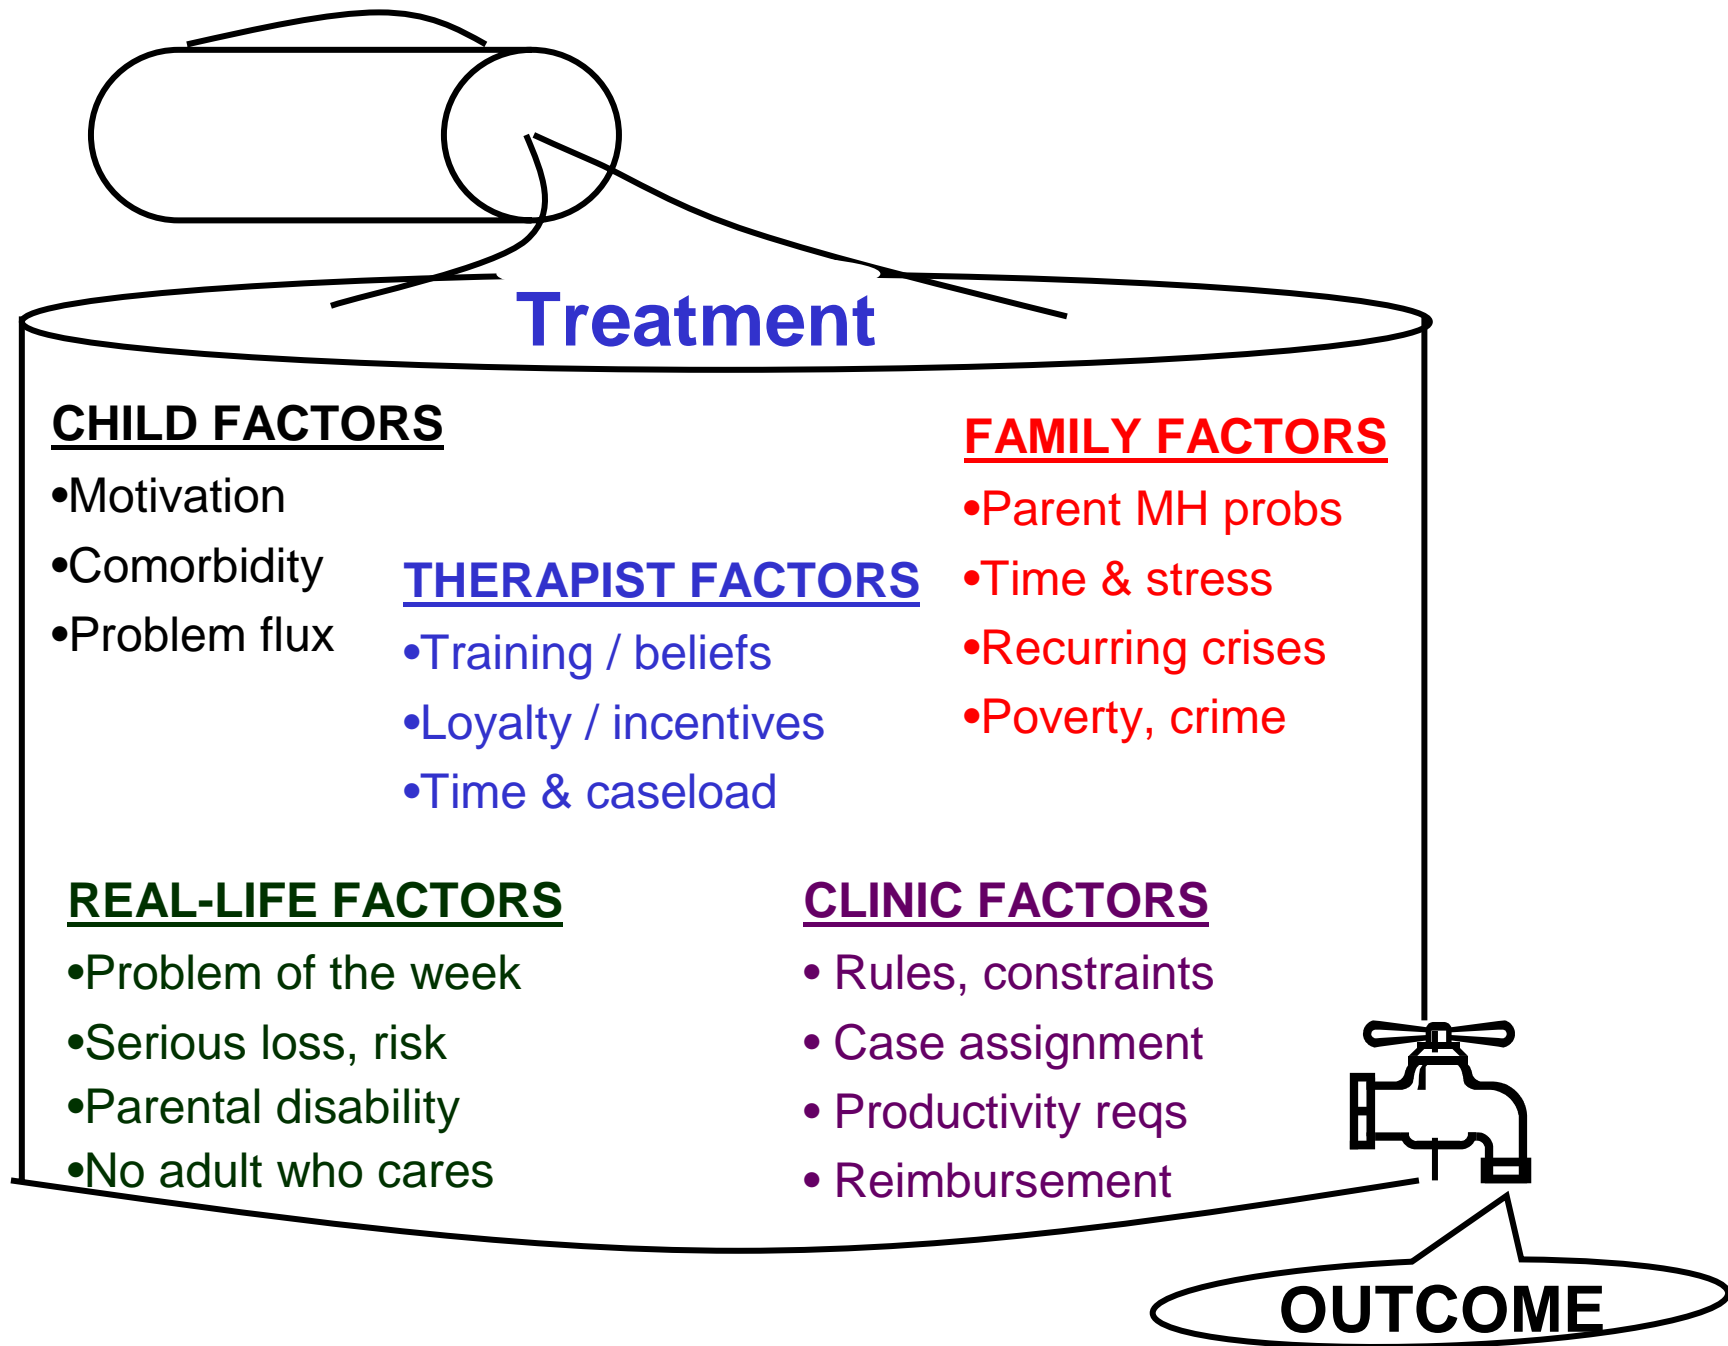 Treatment
CHILD FACTORS
•Motivation
•Comorbidity
•Problem flux
THERAPIST FACTORS
•Training / beliefs
•Loyalty / incentives
•Time & caseload
FAMILY FACTORS
•Parent MH probs
•Time & stress
•Recurring crises
•Poverty, crime
REAL-LIFE FACTORS
•Problem of the week
•Serious loss, risk
•Parental disability
•No adult who cares
CLINIC FACTORS
• Rules, constraints
• Case assignment
• Productivity reqs
• Reimbursement
OUTCOME